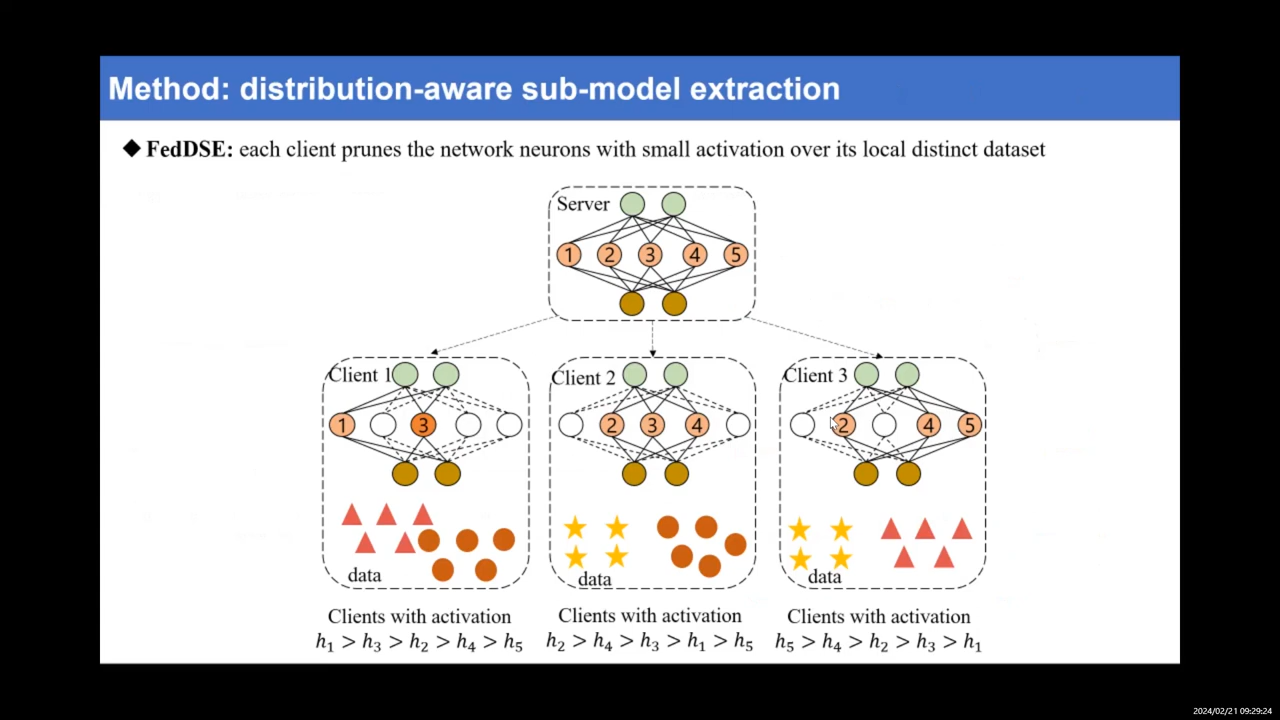 Method: distribution-aware sub-model extraction
◆ FedDSE: each client prunes the network neurons with small activation over its local distinct dataset
Server
1 2 3 4 5
Client 1
1 3
data
Clients with activation
h₁ > h₃ > h₂ > h₄ > h₅
Client 2
2 3 4
data
Clients with activation
h₂ > h₄ > h₃ > h₁ > h₅
Client 3
2 4 5
data
Clients with activation
h₅ > h₄ > h₂ > h₃ > h₁
2024/02/21 09:29:24